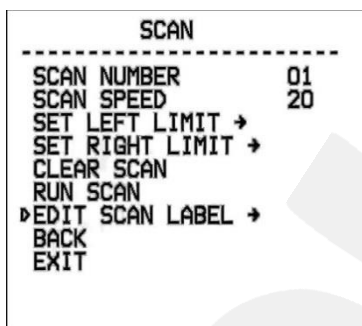 SCAN
SCAN NUMBER 01
SCAN SPEED 20
SET LEFT LIMIT →
SET RIGHT LIMIT →
CLEAR SCAN
RUN SCAN
EDIT SCAN LABEL →
BACK
EXIT